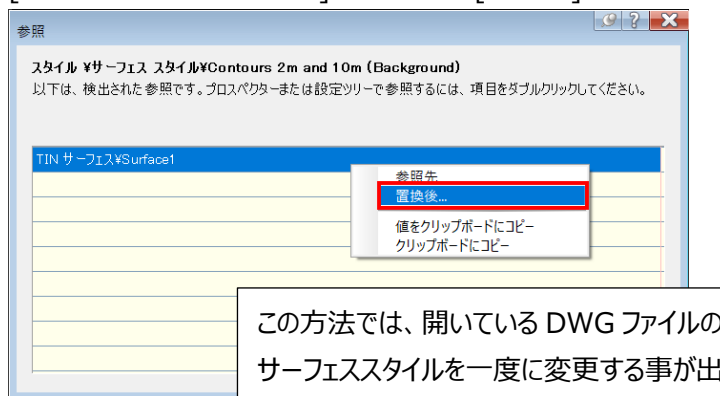 参照
スタイル ¥サーフェス スタイル¥Contours 2m and 10m (Background)
以下は、検出された参照です。プロスペクターまたは設定ツリーで参照するには、項目をダブルクリックしてください。
TIN サーフェス¥Surface1
参照先
置換後...
値をクリップボードにコピー
クリップボードにコピー
この方法では、開いている DWG ファイルの
サーフェススタイルを一度に変更する事が出